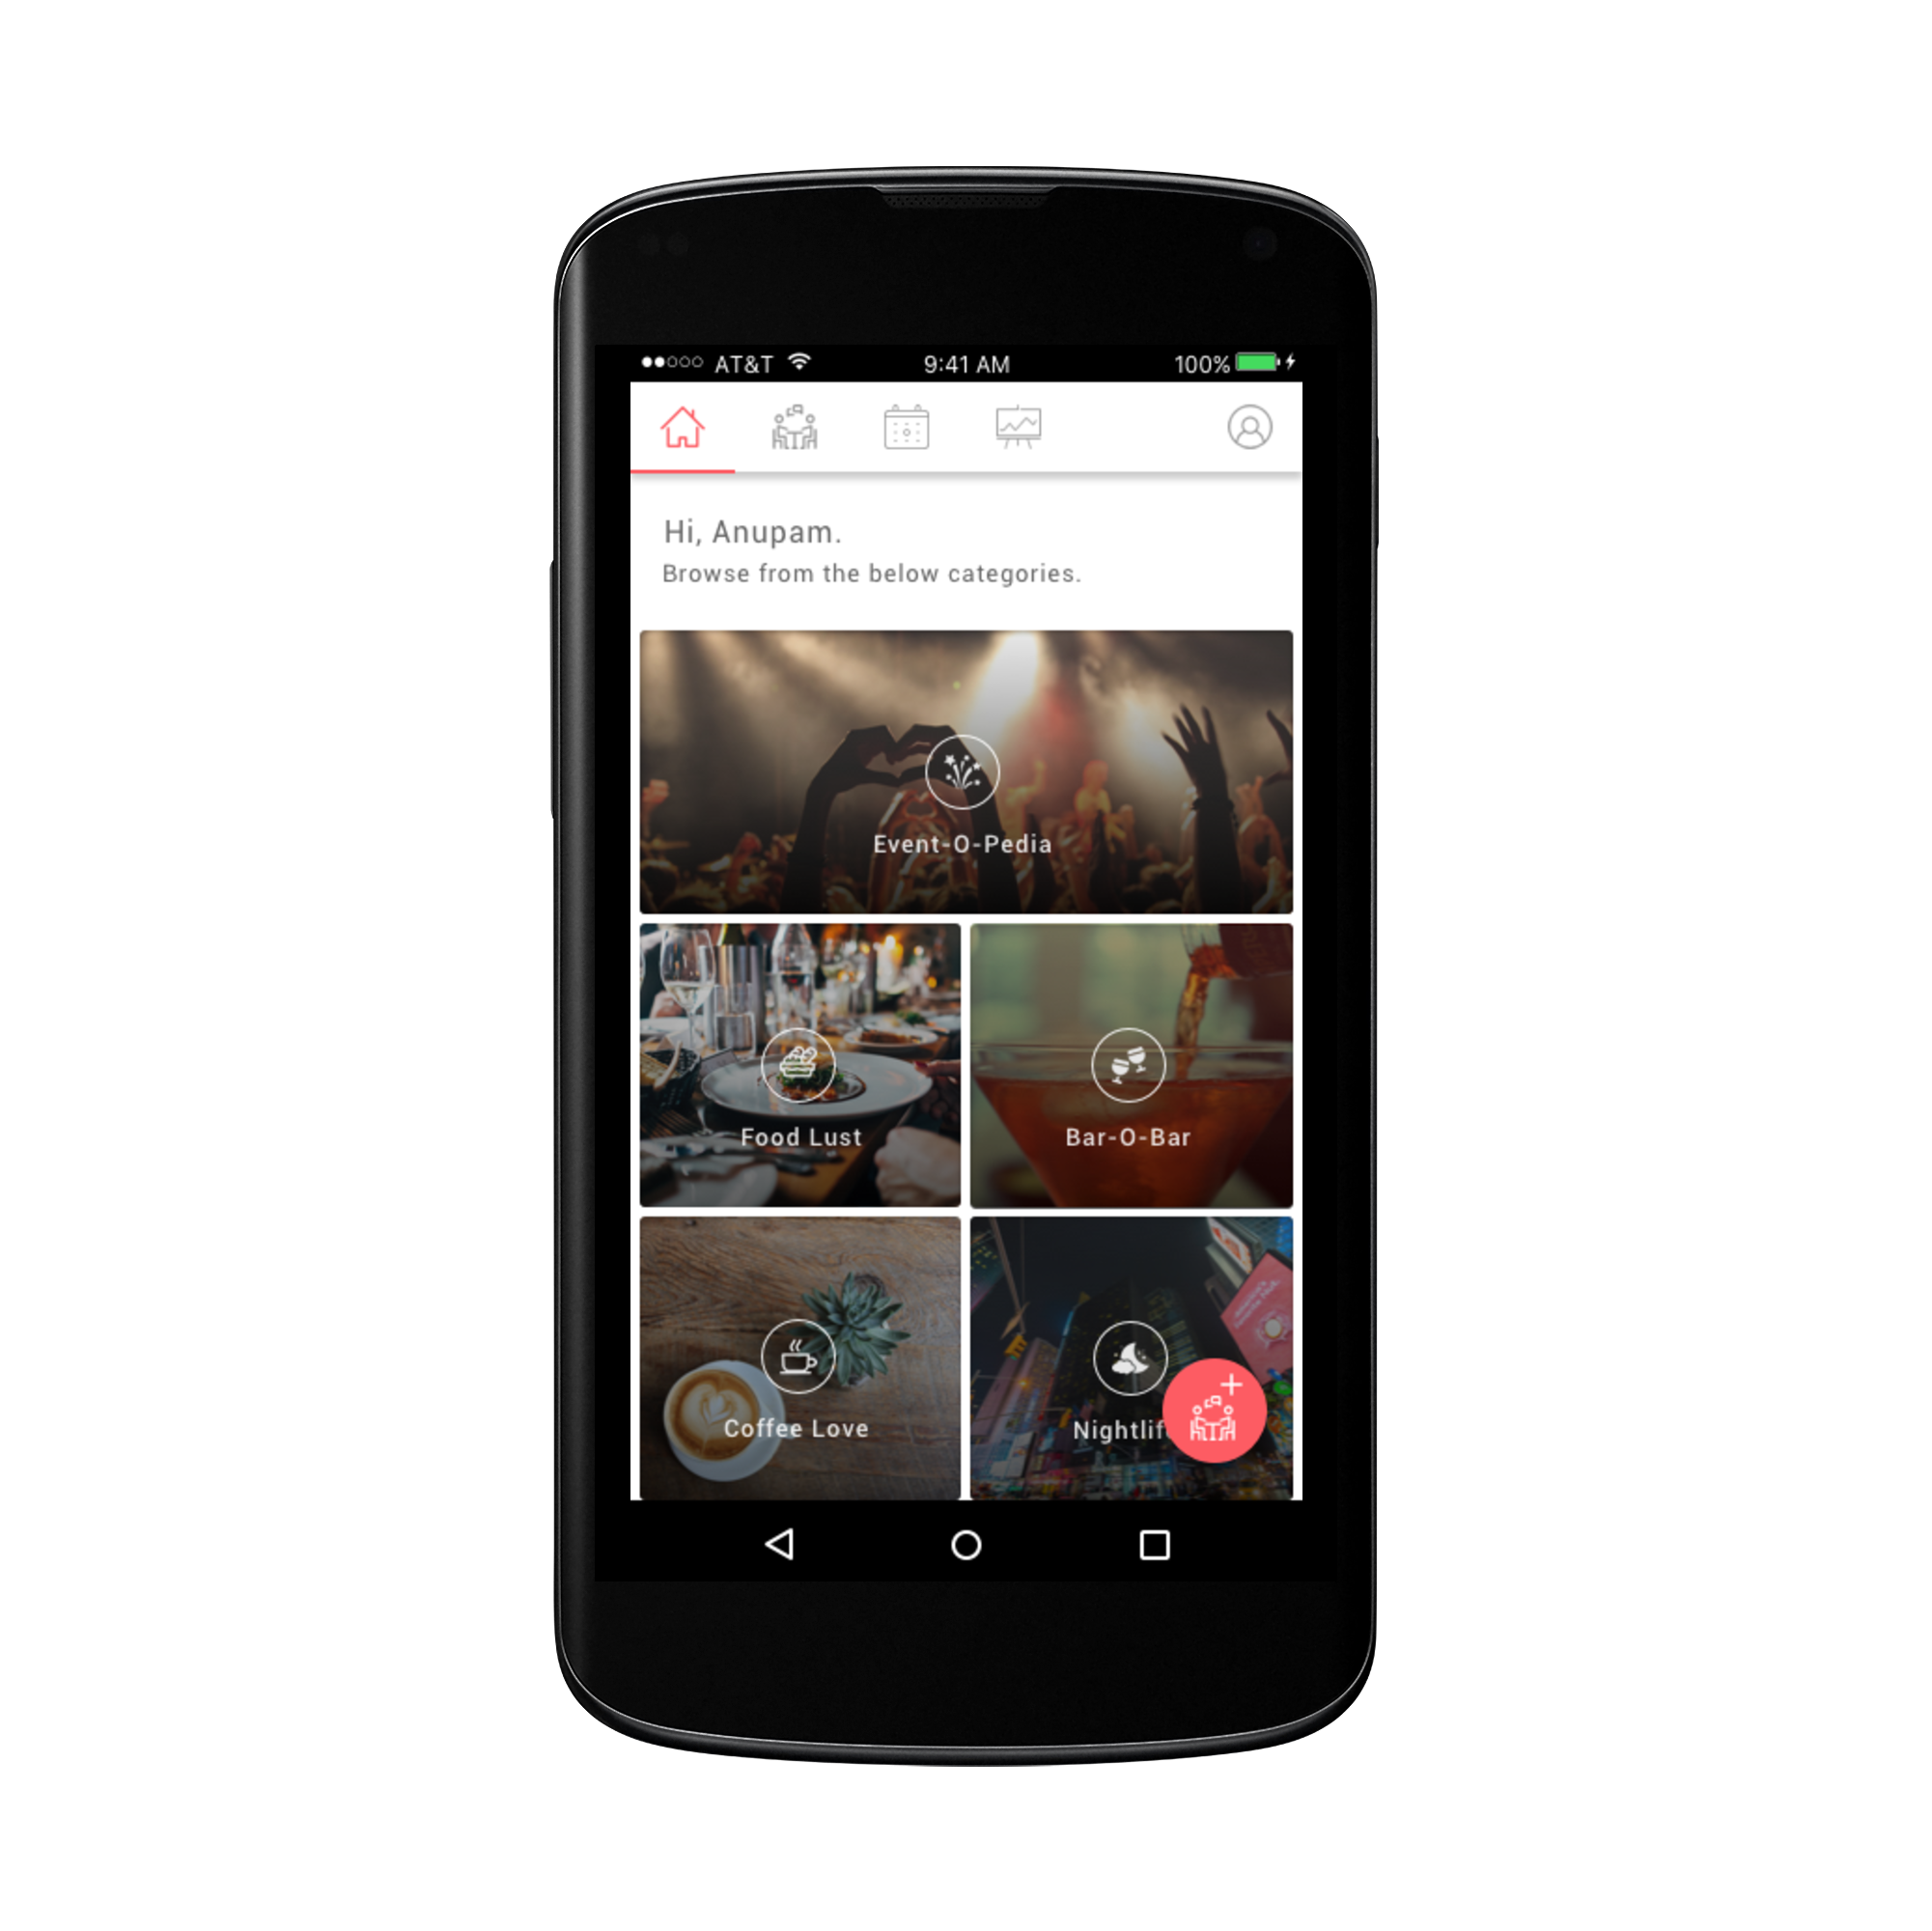 AT&T 9:41 AM 100%
Hi, Anupam.
Browse from the below categories.
Event-O-Pedia
Food Lust
Bar-O-Bar
Coffee Love
Nightlif